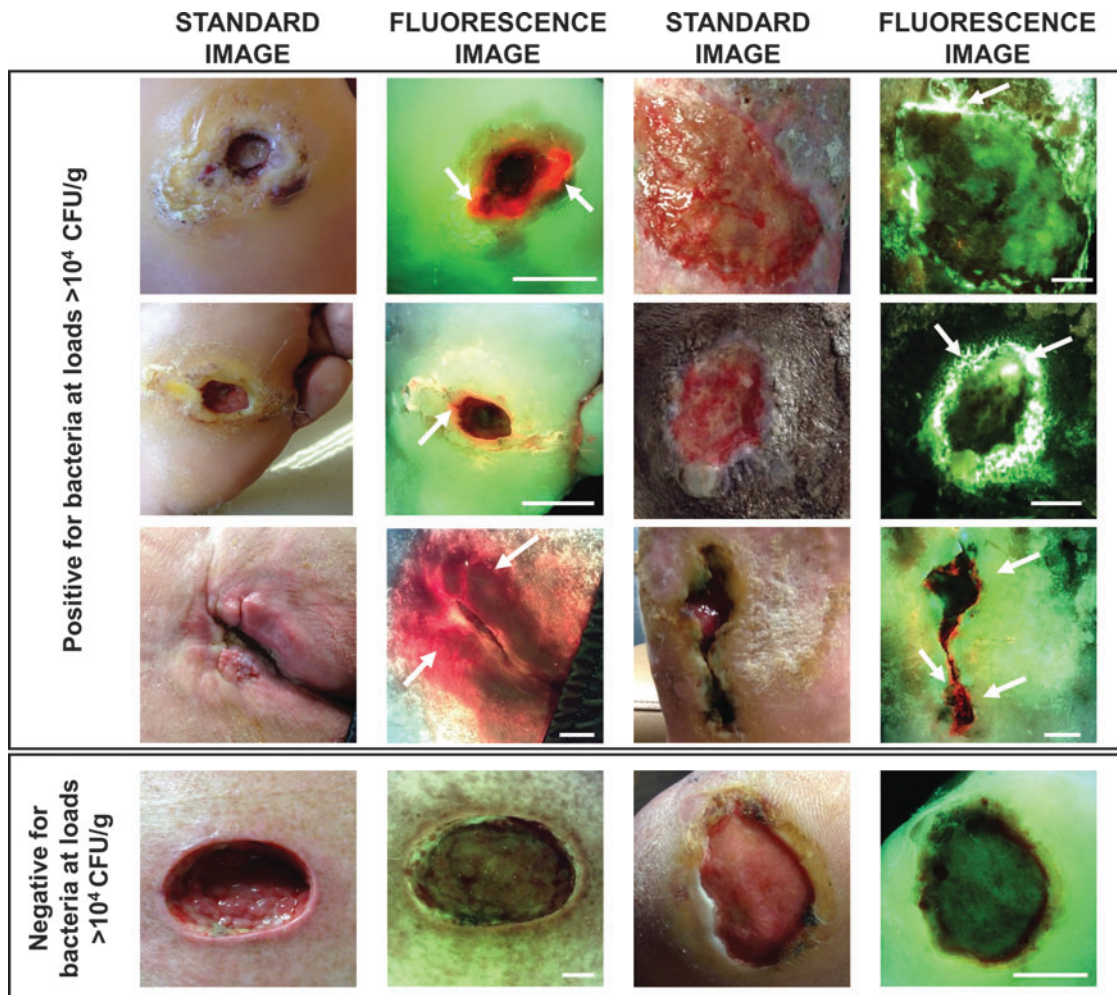 STANDARD
IMAGE
FLUORESCENCE
IMAGE
STANDARD
IMAGE
FLUORESCENCE
IMAGE
Positive for bacteria at loads >10⁴ CFU/g
Negative for
bacteria at loads
>10⁴ CFU/g